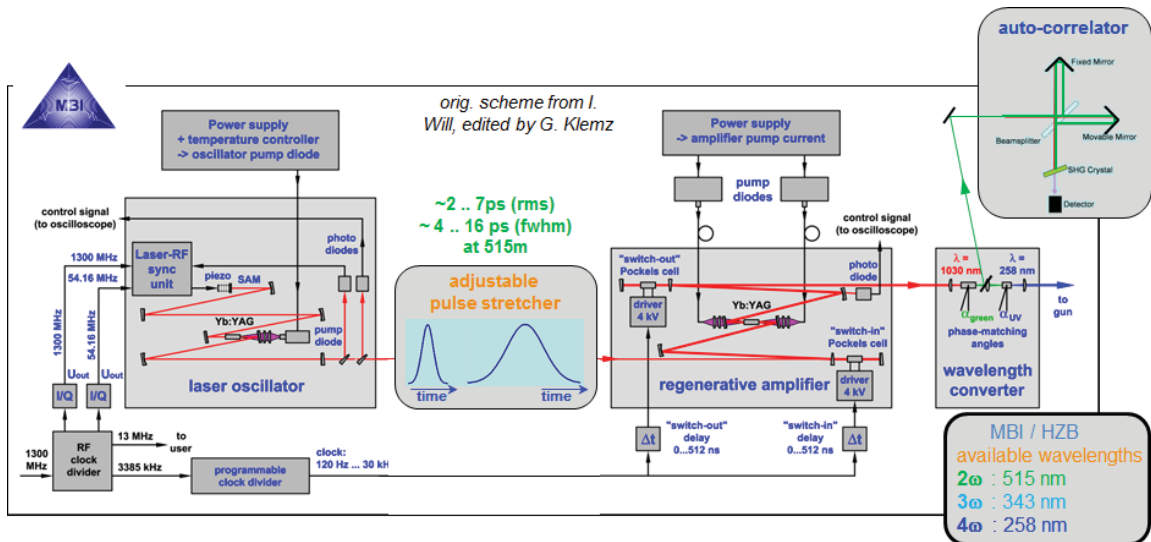 auto-correlator
Fixed Mirror
Movable Mirror
Beamsplitter
SHG Crystal
Detector
MBI
orig. scheme from I.
Will, edited by G. Klemz
Power supply
+ temperature controller
-> oscillator pump diode
Power supply
-> amplifier pump current
pump
diodes
control signal
(to oscilloscope)
~2 .. 7ps (rms)
~ 4 .. 16 ps (fwhm)
at 515m
control signal
(to oscilloscope)
Laser-RF
sync
unit
photo
diodes
1300 MHz
54.16 MHz
piezo
SAM
Yb:YAG
pump
diode
laser oscillator
adjustable
pulse stretcher
time
time
"switch-out"
Pockels cell
driver
4 kV
Yb:YAG
photo
diode
"switch-in"
Pockels cell
driver
4 kV
regenerative amplifier
λ =
1030 nm
λ =
258 nm
αgreen
αUV
phase-matching
angles
wavelength
converter
to
gun
1300 MHz
54.16 MHz
Uout
Uout
I/Q
I/Q
RF
clock
divider
1300
MHz
13 MHz
to
user
3385 kHz
programmable
clock divider
clock:
120 Hz ... 30 kH
Δt
"switch-out"
delay
0...512 ns
"switch-in"
delay
0...512 ns
Δt
MBI / HZB
available wavelengths
2ω : 515 nm
3ω : 343 nm
4ω : 258 nm